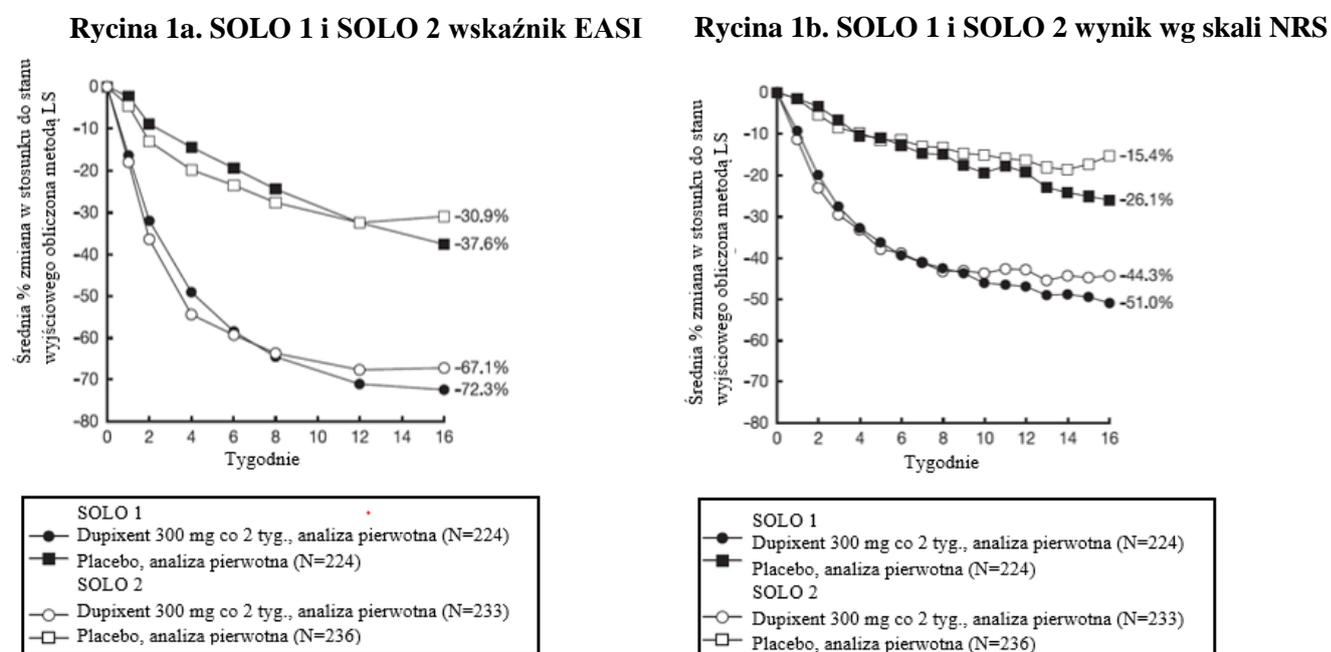 Rycina 1a. SOLO 1 i SOLO 2 wskaźnik EASI
Średnia % zmiana w stosunku do stanu
wyjściowego obliczona metodą LS
0
-10
-20
-30
-40
-50
-60
-70
-80
-30.9%
-37.6%
-67.1%
-72.3%
0 2 4 6 8 10 12 14 16
Tygodnie
SOLO 1
Dupixent 300 mg co 2 tyg., analiza pierwotna (N=224)
Placebo, analiza pierwotna (N=224)
SOLO 2
Dupixent 300 mg co 2 tyg., analiza pierwotna (N=233)
Placebo, analiza pierwotna (N=236)
Rycina 1b. SOLO 1 i SOLO 2 wynik wg skali NRS
Średnia % zmiana w stosunku do stanu
wyjściowego obliczona metodą LS
0
-10
-20
-30
-40
-50
-60
-70
-80
-15.4%
-26.1%
-44.3%
-51.0%
0 2 4 6 8 10 12 14 16
Tygodnie
SOLO 1
Dupixent 300 mg co 2 tyg., analiza pierwotna (N=224)
Placebo, analiza pierwotna (N=224)
SOLO 2
Dupixent 300 mg co 2 tyg., analiza pierwotna (N=233)
Placebo, analiza pierwotna (N=236)